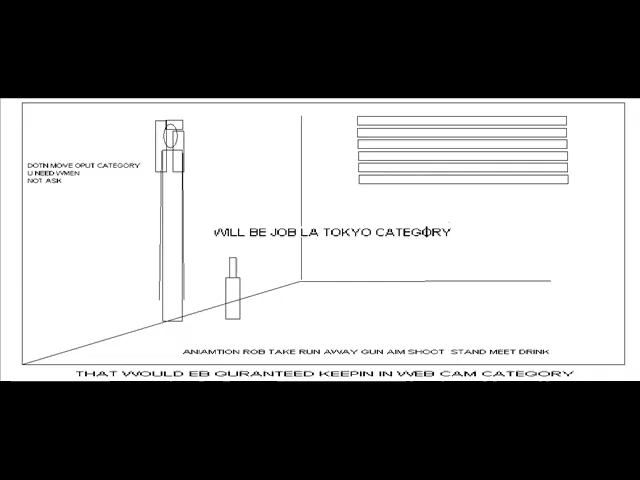 DOTN MOVE OPUT CATEGORY
U NEED WMEN
NOT ASK
WILL BE JOB LA TOKYO CATEGORY
ANIAMTION ROB TAKE RUN AWAY GUN AIM SHOOT STAND MEET DRINK
THAT WOULD EB GURANTEED KEEPIN IN WEB CAM CATEGORY